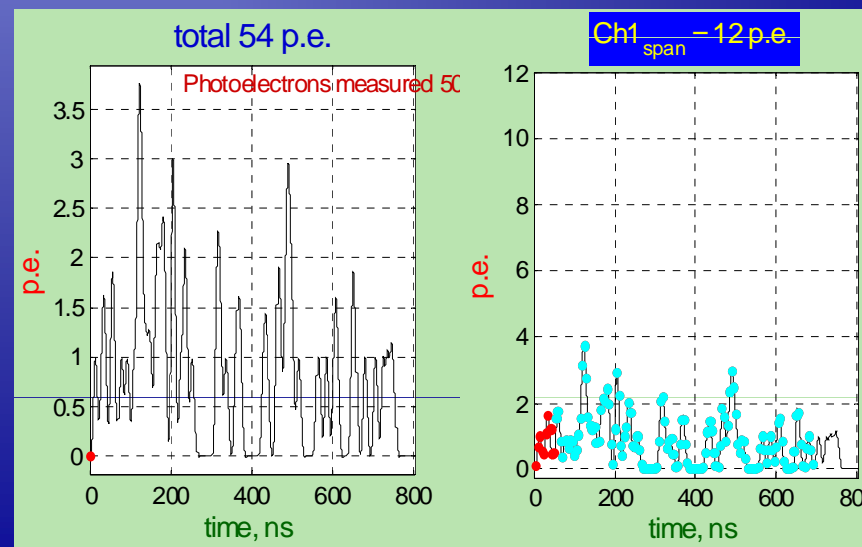 total 54 p.e.
Photoelectrons measured 50
3.5
3
2.5
2
1.5
1
0.5
0
p.e.
0 200 400 600 800
time, ns
Ch1span – 12 p.e.
12
10
8
6
4
2
0
p.e.
0 200 400 600 80
time, ns